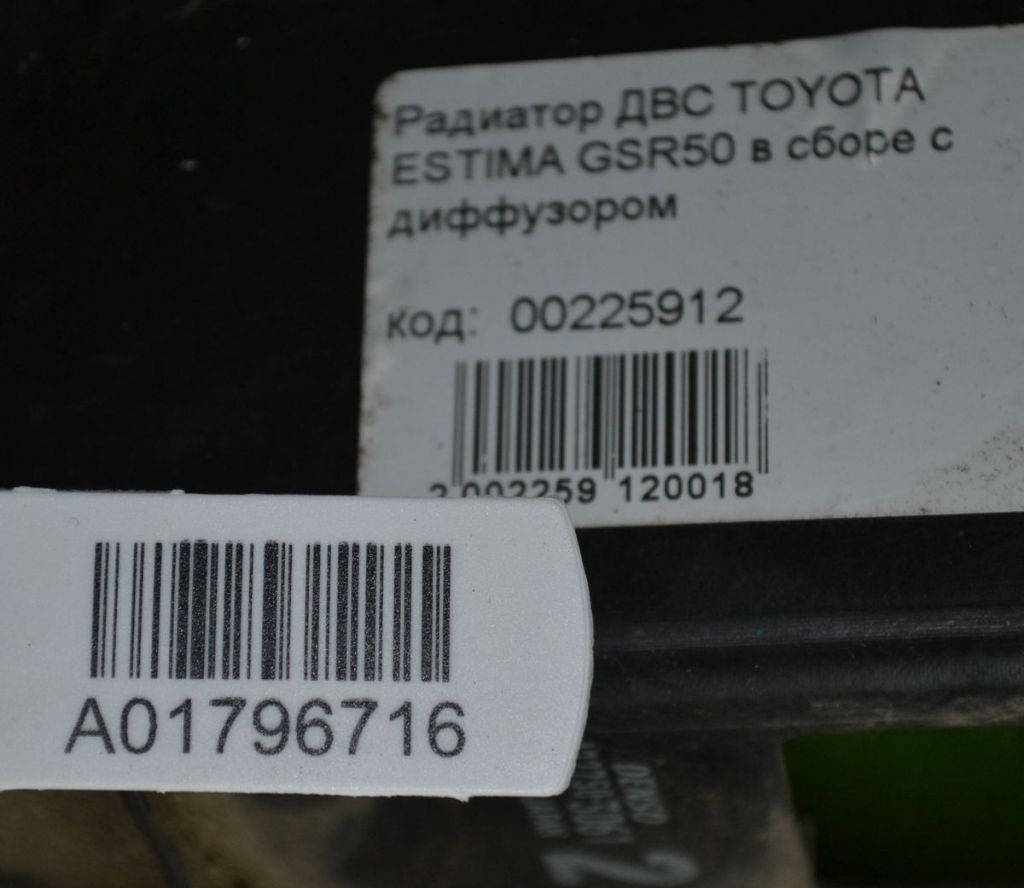 Радиатор ДВС TOYOTA
ESTIMA GSR50 в сборе с
диффузором
Код: 00225912
2 002259 120018
A01796716